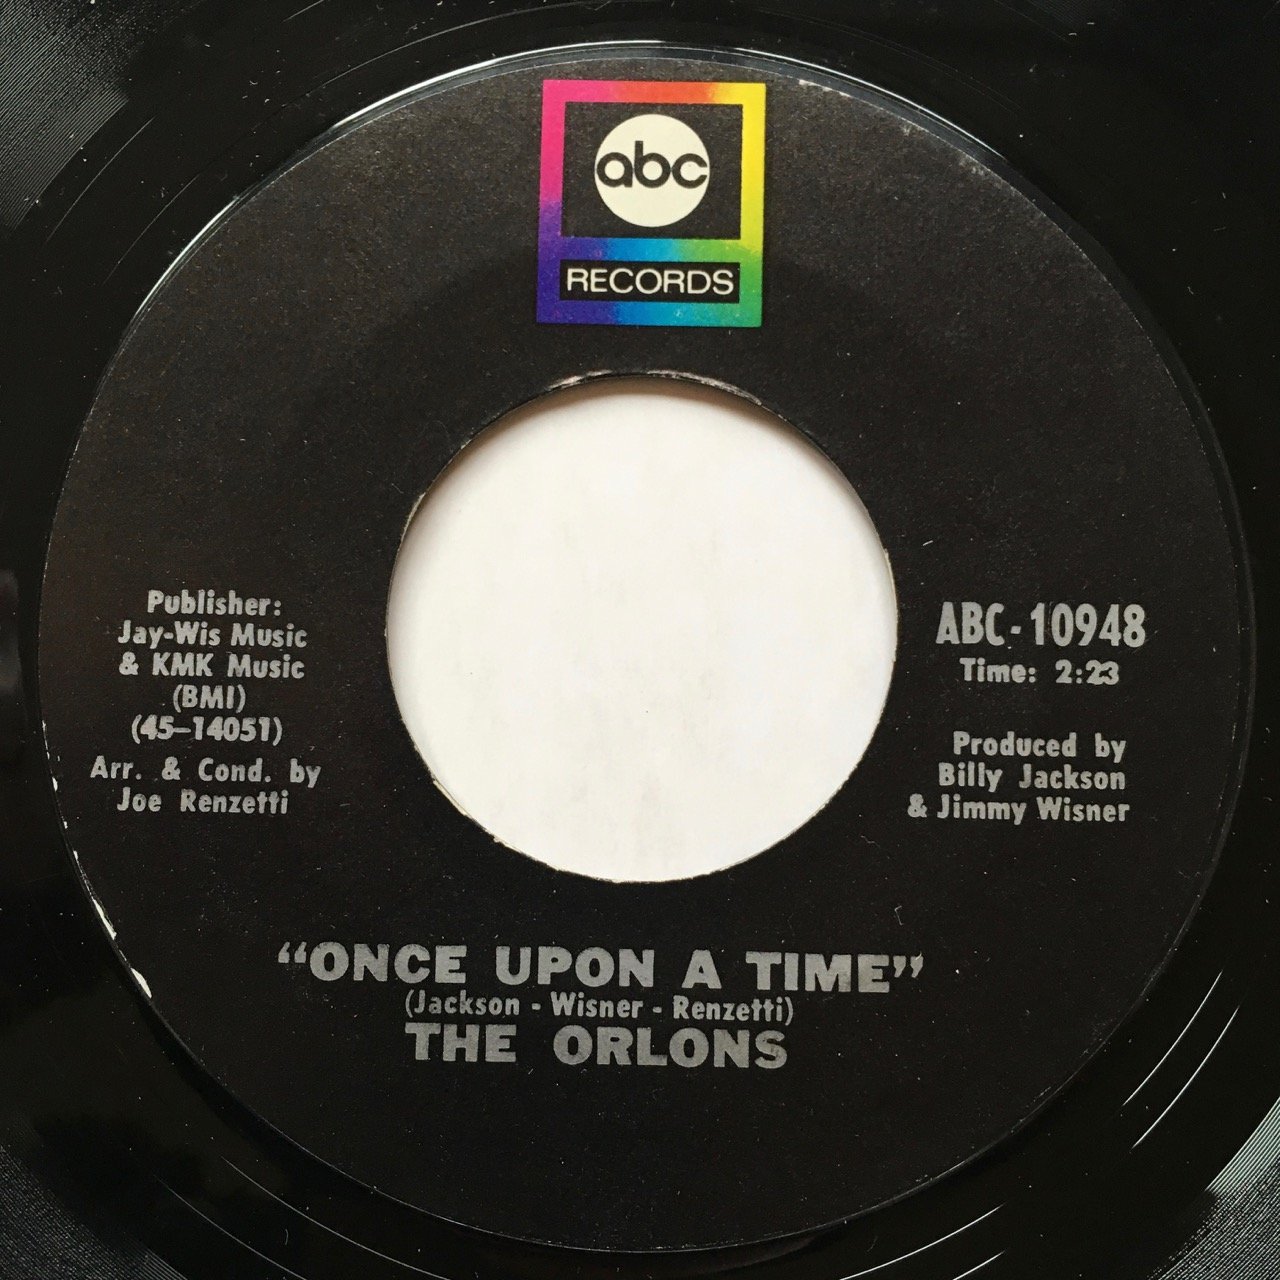 abc
RECORDS
Publisher:
Jay-Wis Music
& KMK Music
(BMI)
(45-14051)
Arr. & Cond. by
Joe Renzetti
ABC-10948
Time: 2:23
Produced by
Billy Jackson
& Jimmy Wisner
“ONCE UPON A TIME”
(Jackson - Wisner - Renzetti)
THE ORLONS